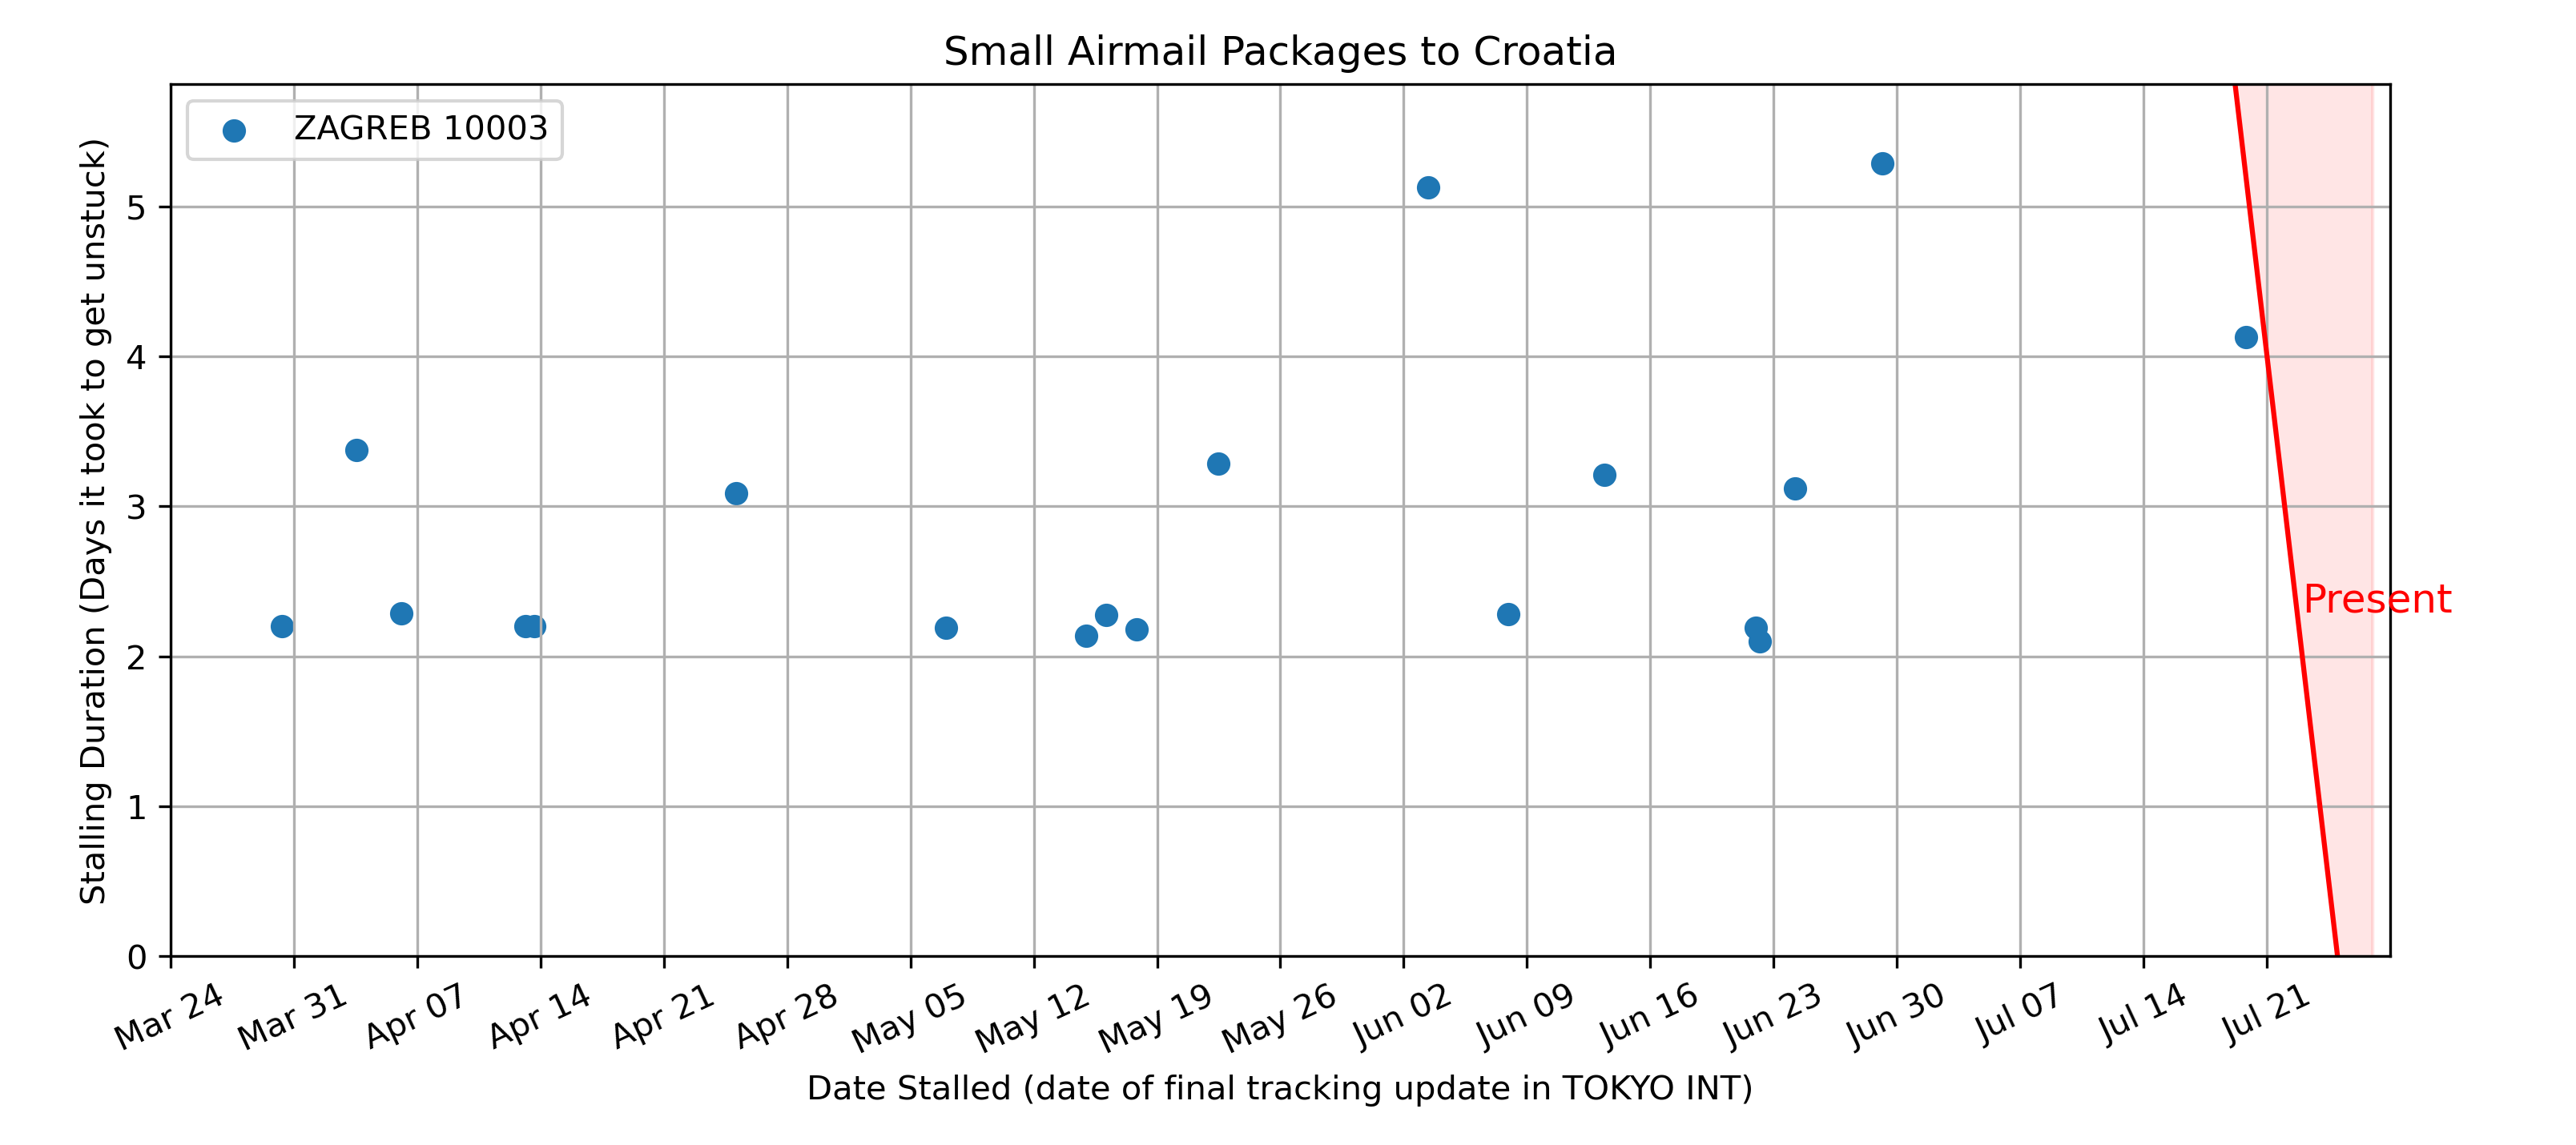 Small Airmail Packages to Croatia
ZAGREB 10003
Stalling Duration (Days it took to get unstuck)
5
4
3
2
1
0
Present
Mar 24
Mar 31
Apr 07
Apr 14
Apr 21
Apr 28
May 05
May 12
May 19
May 26
Jun 02
Jun 09
Jun 16
Jun 23
Jun 30
Jul 07
Jul 14
Jul 21
Date Stalled (date of final tracking update in TOKYO INT)